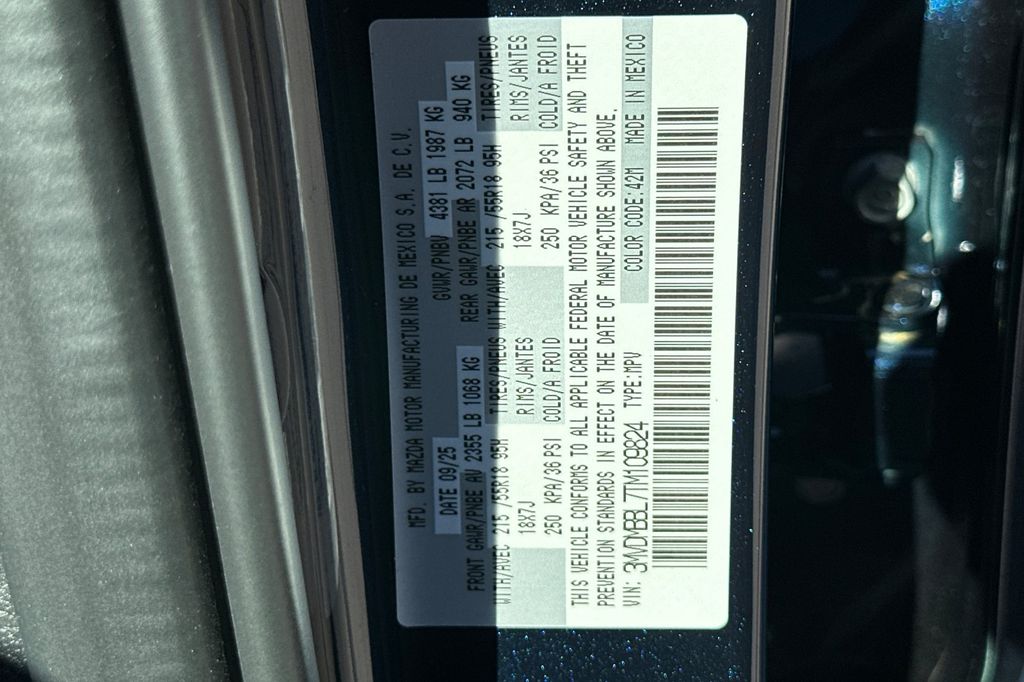 MFD. BY MAZDA MOTOR MANUFACTURING DE MEXICO S.A. DE C.V.
DATE 09/25 GVWR/PNBV 4381 LB 1987 KG
FRONT GAWR/PNBE AV 2355 LB 1068 KG REAR GAWR/PNBE AR 2072 LB 940 KG
WITH/AVEC 215 /55R18 95H TIRES/PNEUS WITH/AVEC 215 /55R18 95H TIRES/PNEUS
18X7J RIMS/JANTES 18X7J RIMS/JANTES
250 KPA/36 PSI COLD/A FROID 250 KPA/36 PSI COLD/A FROID
THIS VEHICLE CONFORMS TO ALL APPLICABLE FEDERAL MOTOR VEHICLE SAFETY AND THEFT
PREVENTION STANDARDS IN EFFECT ON THE DATE OF MANUFACTURE SHOWN ABOVE.
VIN: 3MVDMBBL7TM109824 TYPE:MPV COLOR CODE:42M MADE IN MEXICO